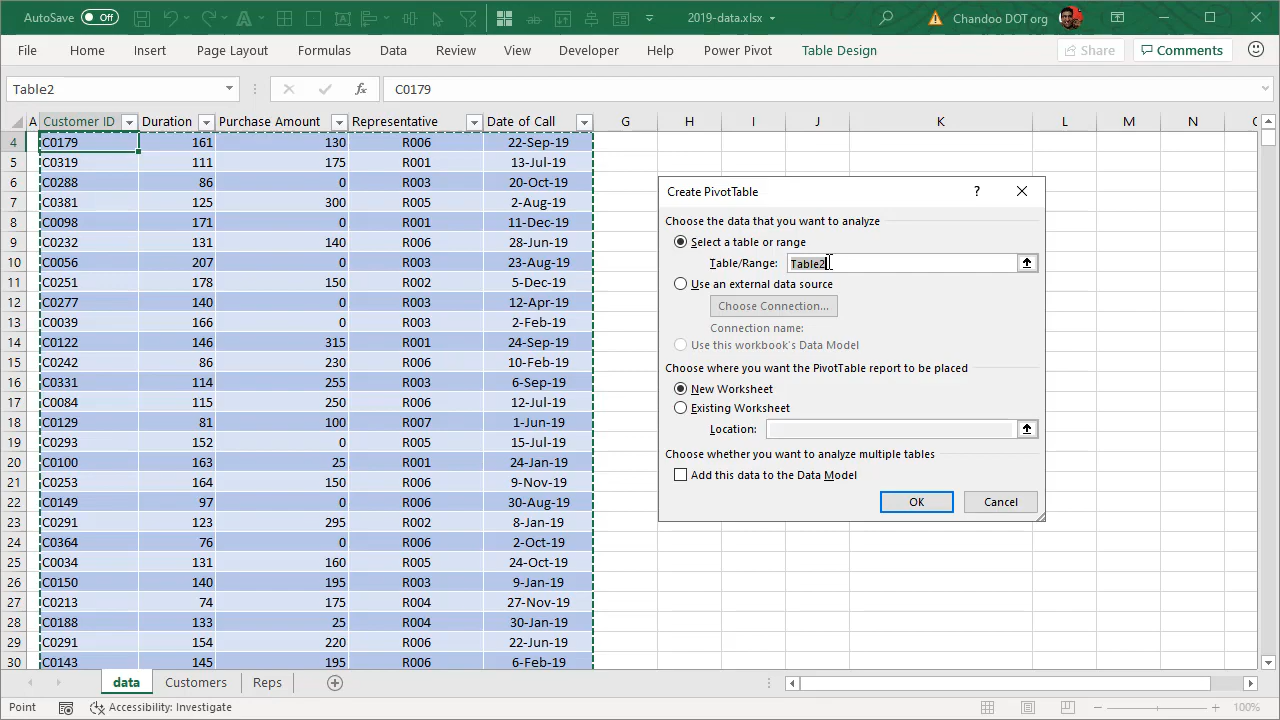 AutoSave Off 2019-data.xlsx Chandoo DOT org
File Home Insert Page Layout Formulas Data Review View Developer Help Power Pivot Table Design Share Comments
Table2 fx C0179
A Customer ID Duration Purchase Amount Representative Date of Call G H I J K L M N
4 C0179 161 130 R006 22-Sep-19
5 C0319 111 175 R001 13-Jul-19
6 C0288 86 0 R003 20-Oct-19
7 C0381 125 300 R005 2-Aug-19
8 C0098 171 0 R001 11-Dec-19
9 C0232 131 140 R006 28-Jun-19
10 C0056 207 0 R003 23-Aug-19
11 C0251 178 150 R002 5-Dec-19
12 C0277 140 0 R003 12-Apr-19
13 C0039 166 0 R003 2-Feb-19
14 C0122 146 315 R001 24-Sep-19
15 C0242 86 230 R006 10-Feb-19
16 C0331 114 255 R003 6-Sep-19
17 C0084 115 250 R006 12-Jul-19
18 C0129 81 100 R007 1-Jun-19
19 C0293 152 0 R005 15-Jul-19
20 C0100 163 25 R001 24-Jan-19
21 C0253 164 150 R006 9-Nov-19
22 C0149 97 0 R006 30-Aug-19
23 C0291 123 295 R002 8-Jan-19
24 C0364 76 0 R006 2-Oct-19
25 C0034 131 160 R005 24-Oct-19
26 C0150 140 195 R003 9-Jan-19
27 C0213 74 175 R004 27-Nov-19
28 C0188 133 25 R004 30-Jan-19
29 C0291 154 220 R006 22-Jun-19
30 C0143 145 195 R006 6-Feb-19
Create PivotTable ?
Choose the data that you want to analyze
Select a table or range
Table/Range: Table2
Use an external data source
Choose Connection...
Connection name:
Use this workbook's Data Model
Choose where you want the PivotTable report to be placed
New Worksheet
Existing Worksheet
Location:
Choose whether you want to analyze multiple tables
Add this data to the Data Model
OK Cancel
data Customers Reps
Point Accessibility: Investigate 100%